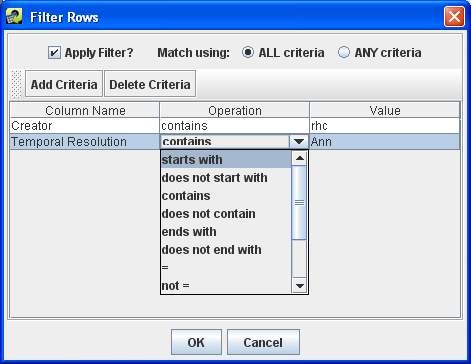 Filter Rows
Apply Filter? Match using: ALL criteria ANY criteria
Add Criteria Delete Criteria
Column Name Operation Value
Creator contains rhc
Temporal Resolution contains Ann
starts with
does not start with
contains
does not contain
ends with
does not end with
=
not =
OK Cancel